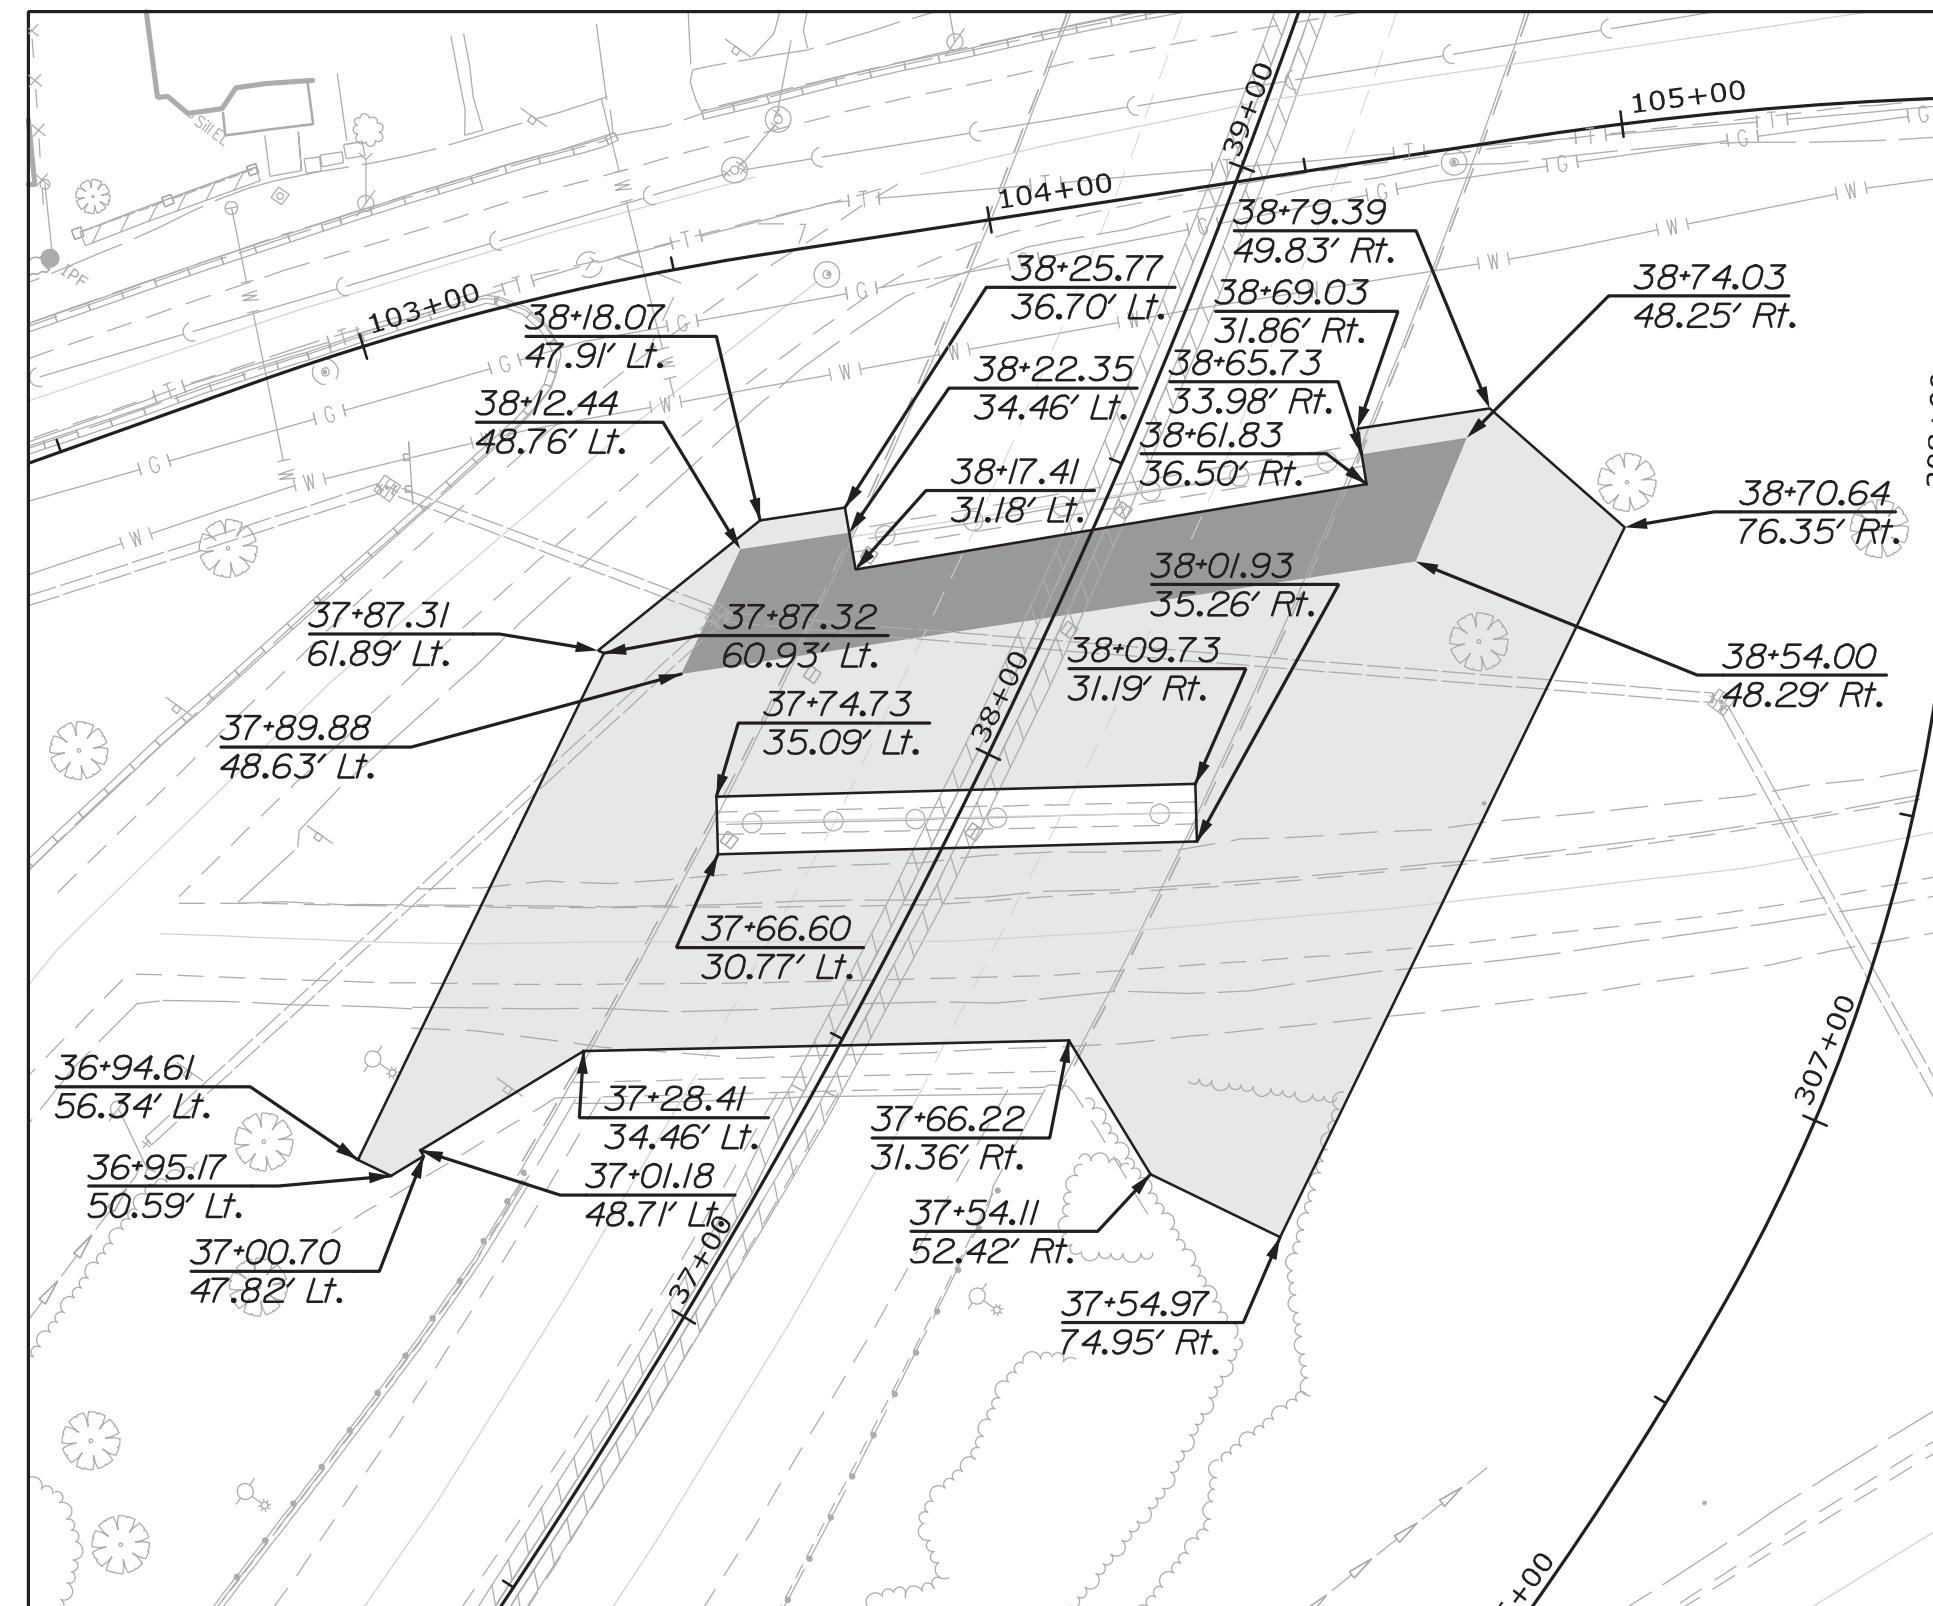 105+00
39+00
104+00
38+79.39
49.83' Rt.
38+25.77
36.70' Lt.
38+74.03
48.25' Rt.
38+69.03
31.86' Rt.
103+00
38+18.07
47.91' Lt.
38+22.35
34.46' Lt.
38+65.73
33.98' Rt.
38+12.44
48.76' Lt.
38+61.83
36.50' Rt.
38+17.41
31.18' Lt.
38+70.64
76.35' Rt.
38+01.93
35.26' Rt.
37+87.31
61.89' Lt.
37+87.32
60.93' Lt.
38+09.73
31.19' Rt.
38+54.00
48.29' Rt.
38+00
37+74.73
35.09' Lt.
37+89.88
48.63' Lt.
37+66.60
30.77' Lt.
307+00
36+94.61
56.34' Lt.
37+28.41
34.46' Lt.
37+66.22
31.36' Rt.
36+95.17
50.59' Lt.
37+01.18
48.71' Lt.
37+54.11
52.42' Rt.
37+00.70
47.82' Lt.
37+00
37+54.97
74.95' Rt.
+00
Sill EL
IPF
G
G
G
G
G
G
G
G
G
W
W
W
W
W
W
W
W
W
T
T
T
T
T
T
T